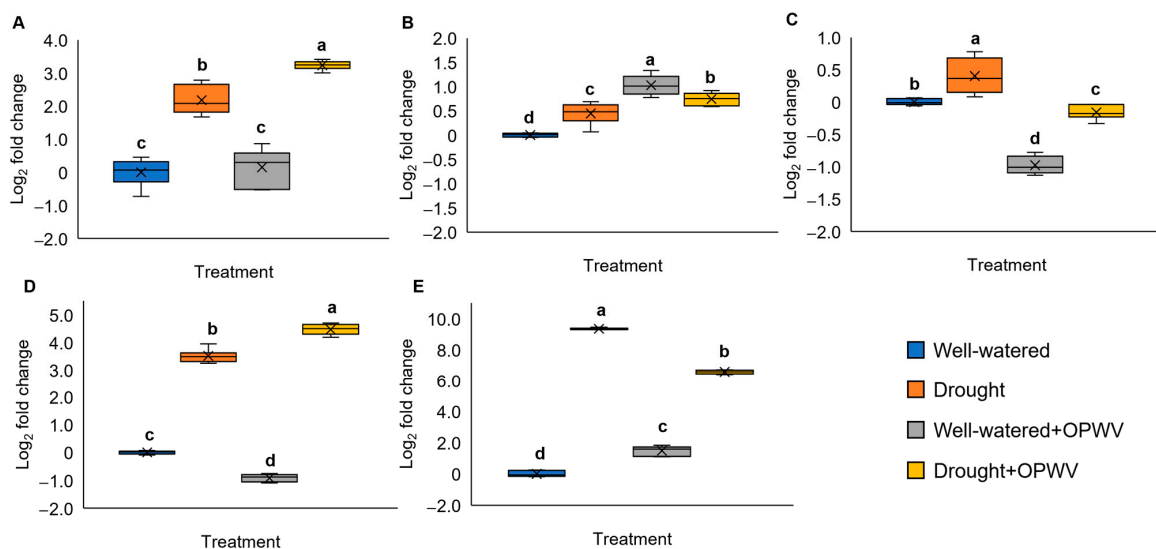 A
Log2 fold change
4.0
3.0
2.0
1.0
0
–1.0
–2.0
c
b
c
a
Treatment
B
Log2 fold change
2.0
1.5
1.0
0.5
0
–0.5
–1.0
–1.5
–2.0
d
c
a
b
Treatment
C
Log2 fold change
1.0
0.5
0
–0.5
–1.0
–1.5
–2.0
b
a
d
c
Treatment
D
Log2 fold change
5.0
4.0
3.0
2.0
1.0
0
–1.0
–2.0
c
b
d
a
Treatment
E
Log2 fold change
10.0
8.0
6.0
4.0
2.0
0
–2.0
d
a
c
b
Treatment
Well-watered
Drought
Well-watered+OPWV
Drought+OPWV